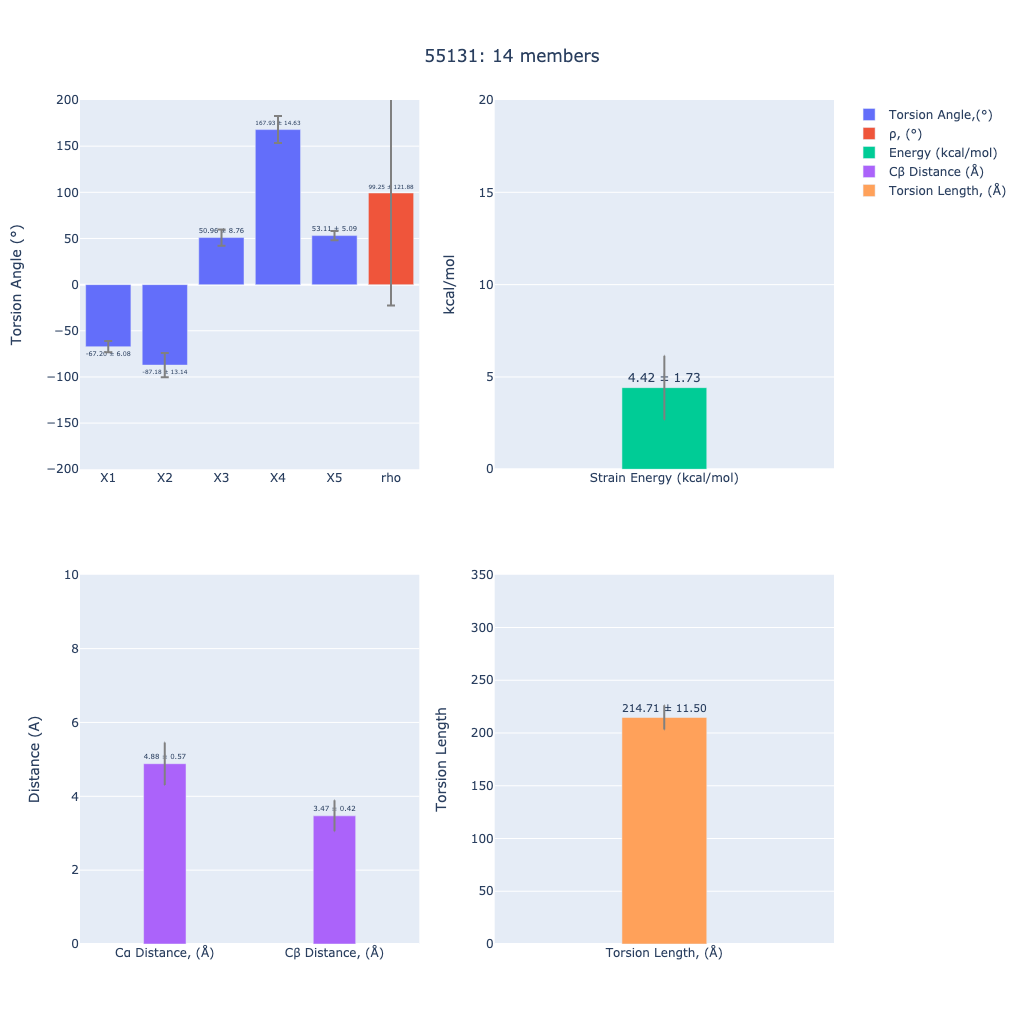 55131: 14 members
Torsion Angle (°)
200
150
100
50
0
−50
−100
−150
−200
-67.20 ± 6.08
-87.18 ± 13.14
50.96 ± 8.76
167.93 ± 14.63
53.11 ± 5.09
99.25 ± 121.88
X1 X2 X3 X4 X5 rho
kcal/mol
20
15
10
5
0
4.42 ± 1.73
Strain Energy (kcal/mol)
Torsion Angle,(°)
ρ, (°)
Energy (kcal/mol)
Cβ Distance (Å)
Torsion Length, (Å)
Distance (A)
10
8
6
4
2
0
4.88 ± 0.57
3.47 ± 0.42
Cα Distance, (Å) Cβ Distance, (Å)
Torsion Length
350
300
250
200
150
100
50
0
214.71 ± 11.50
Torsion Length, (Å)